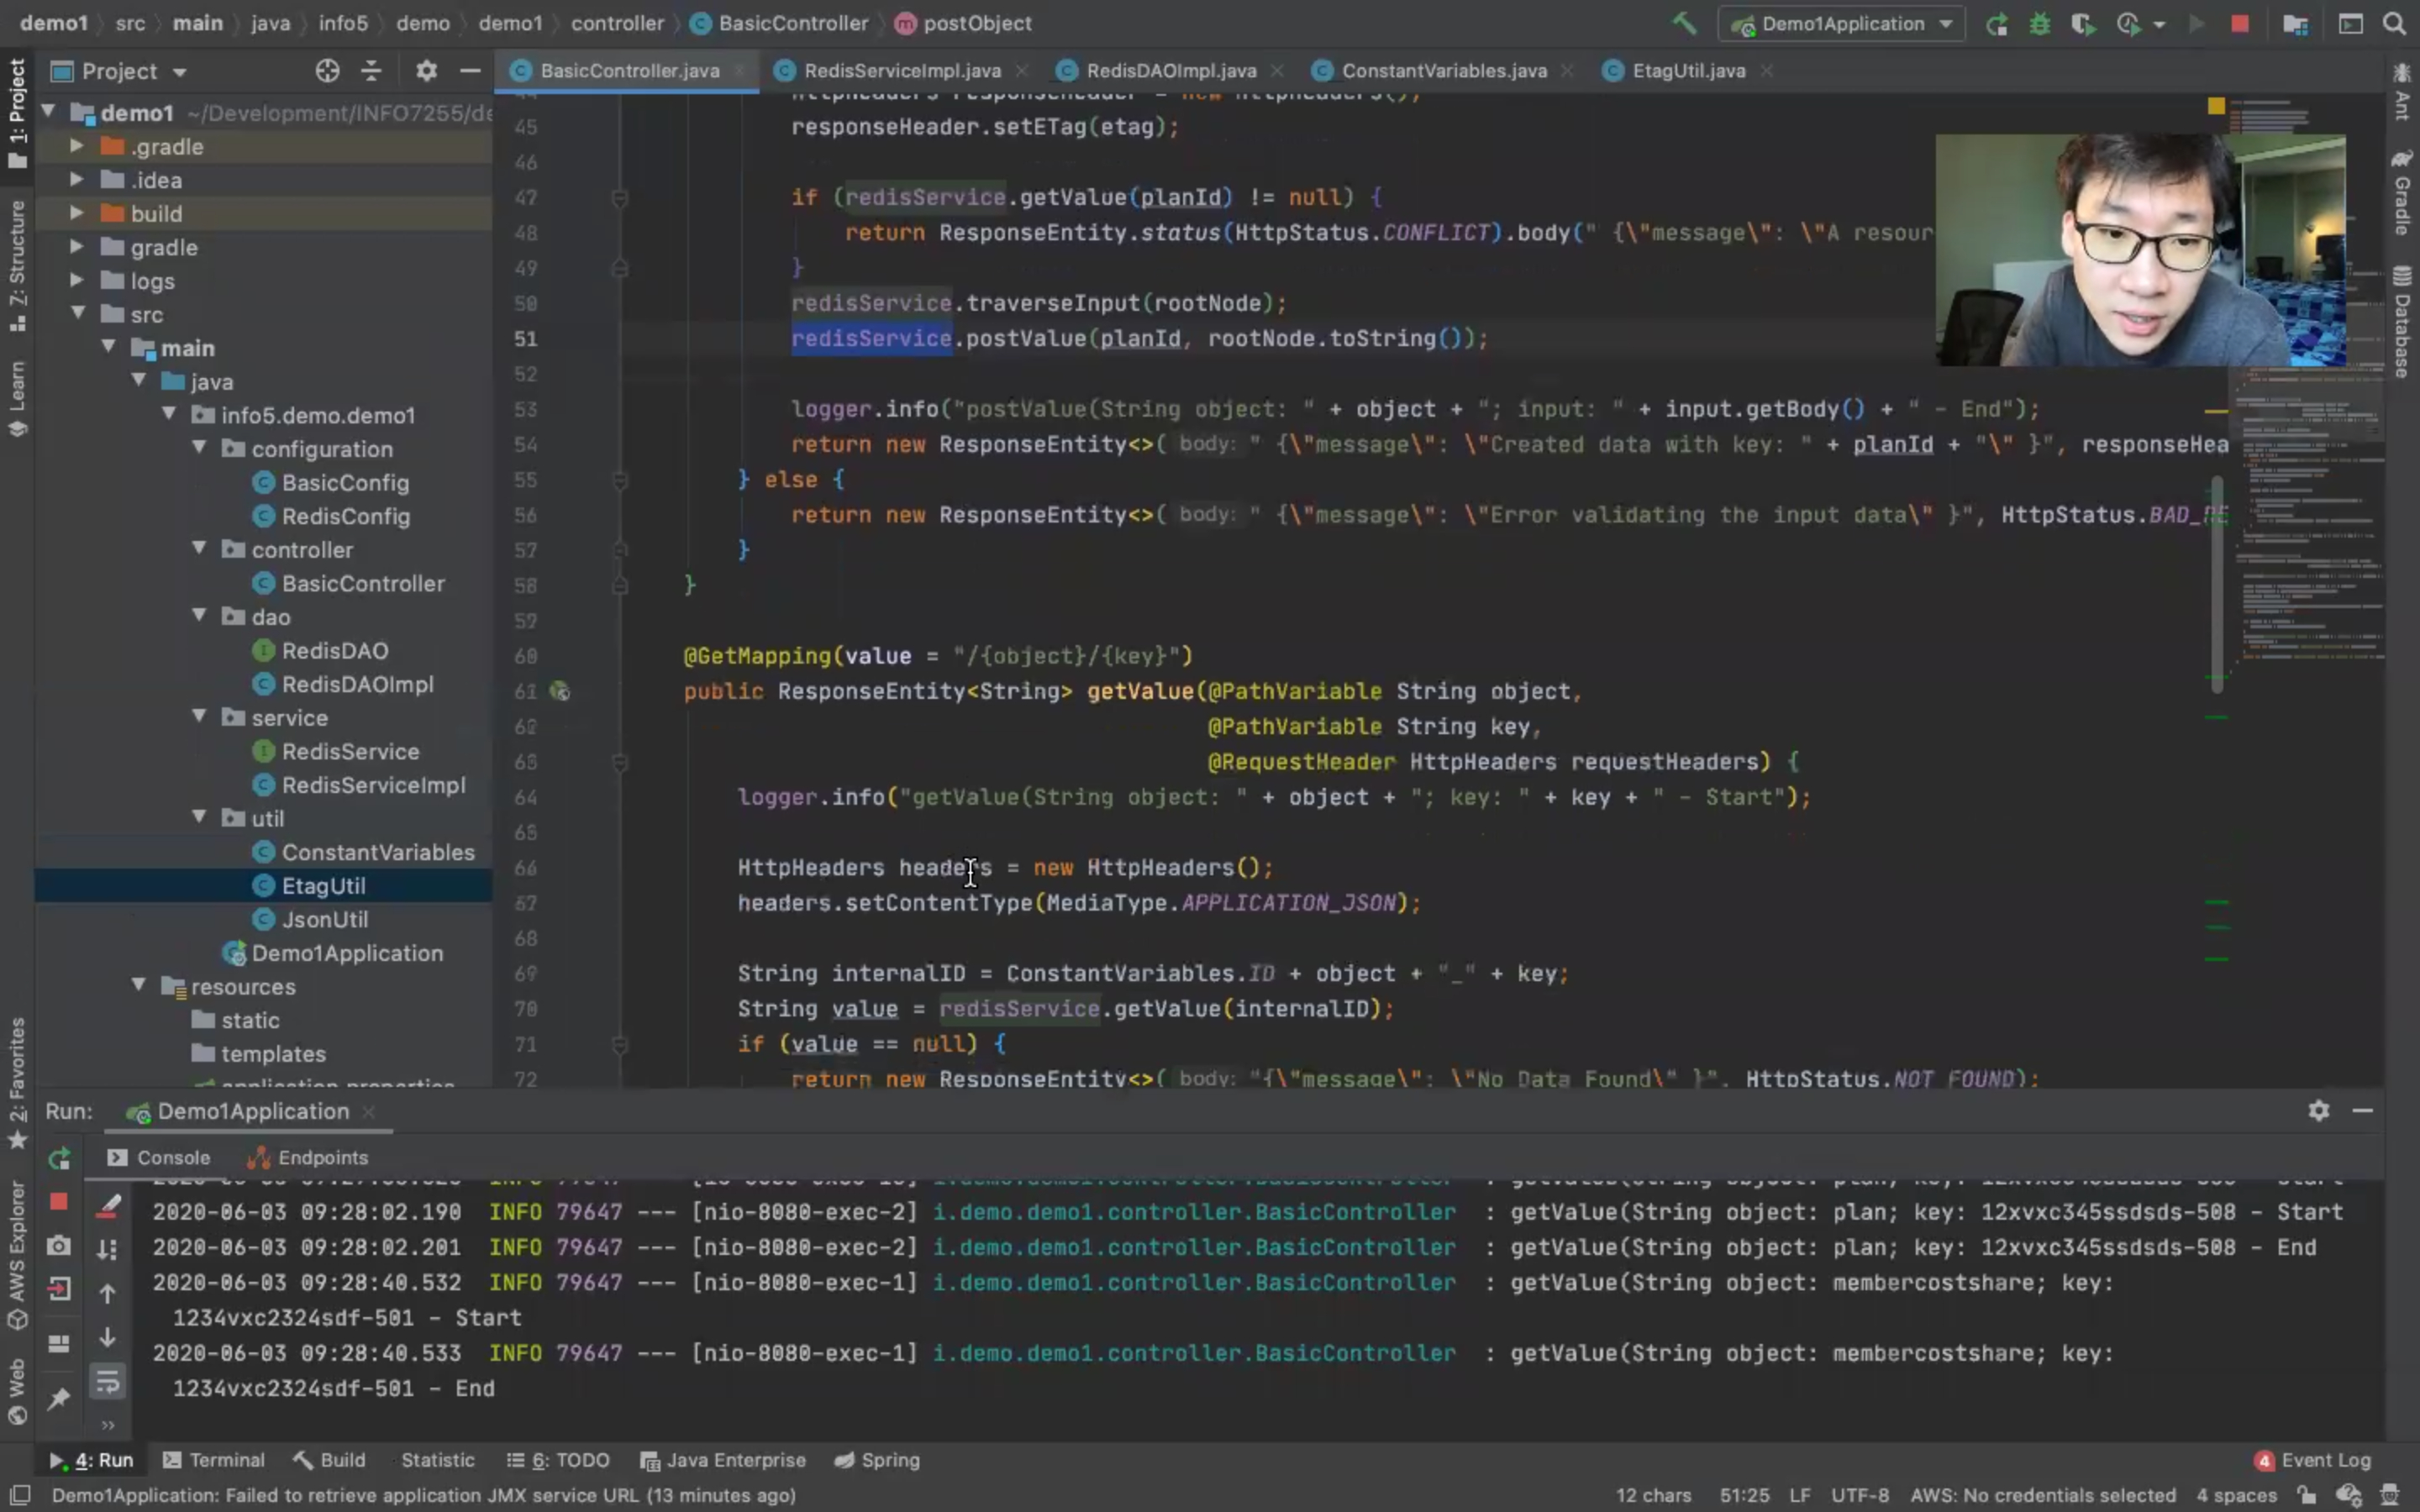 demo1 src main java info5 demo demo1 controller BasicController postObject Demo1Application
Project BasicController.java RedisServiceImpl.java RedisDAOImpl.java ConstantVariables.java EtagUtil.java
1: Project
Z: Structure
Learn
2: Favorites
AWS Explorer
Web
demo1 ~/Development/INFO7255/de
.gradle
.idea
build
gradle
logs
src
main
java
info5.demo.demo1
configuration
BasicConfig
RedisConfig
controller
BasicController
dao
RedisDAO
RedisDAOImpl
service
RedisService
RedisServiceImpl
util
ConstantVariables
EtagUtil
JsonUtil
Demo1Application
resources
static
templates
application.properties
44 HttpHeaders responseHeader = new HttpHeaders();
45 responseHeader.setETag(etag);
46
47 if (redisService.getValue(planId) != null) {
48 return ResponseEntity.status(HttpStatus.CONFLICT).body(" {\"message\": \"A resour
49 }
50 redisService.traverseInput(rootNode);
51 redisService.postValue(planId, rootNode.toString());
52
53 logger.info("postValue(String object: " + object + "; input: " + input.getBody() + " - End");
54 return new ResponseEntity<>( body: " {\"message\": \"Created data with key: " + planId + "\" }", responseHea
55 } else {
56 return new ResponseEntity<>( body: " {\"message\": \"Error validating the input data\" }", HttpStatus.BAD_RE
57 }
58 }
59
60 @GetMapping(value = "/{object}/{key}")
61 public ResponseEntity<String> getValue(@PathVariable String object,
62 @PathVariable String key,
63 @RequestHeader HttpHeaders requestHeaders) {
64 logger.info("getValue(String object: " + object + "; key: " + key + " - Start");
65
66 HttpHeaders headers = new HttpHeaders();
67 headers.setContentType(MediaType.APPLICATION_JSON);
68
69 String internalID = ConstantVariables.ID + object + "_" + key;
70 String value = redisService.getValue(internalID);
71 if (value == null) {
72 return new ResponseEntity<>( body: "{\"message\": \"No Data Found\" }", HttpStatus.NOT_FOUND);
Ant
Gradle
Database
Run: Demo1Application
Console Endpoints
2020-06-03 09:28:02.190 INFO 79647 --- [nio-8080-exec-2] i.demo.demo1.controller.BasicController : getValue(String object: plan; key: 12xvxc345ssdsds-508 - Start
2020-06-03 09:28:02.201 INFO 79647 --- [nio-8080-exec-2] i.demo.demo1.controller.BasicController : getValue(String object: plan; key: 12xvxc345ssdsds-508 - End
2020-06-03 09:28:40.532 INFO 79647 --- [nio-8080-exec-1] i.demo.demo1.controller.BasicController : getValue(String object: membercostshare; key:
1234vxc2324sdf-501 - Start
2020-06-03 09:28:40.533 INFO 79647 --- [nio-8080-exec-1] i.demo.demo1.controller.BasicController : getValue(String object: membercostshare; key:
1234vxc2324sdf-501 - End
4: Run Terminal Build Statistic 6: TODO Java Enterprise Spring 4 Event Log
Demo1Application: Failed to retrieve application JMX service URL (13 minutes ago) 12 chars 51:25 LF UTF-8 AWS: No credentials selected 4 spaces